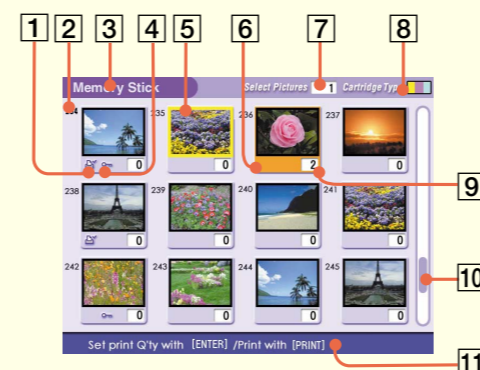 1 2 3 4 5 6 7 8
Memory Stick Select Pictures 1 Cartridge Type
234 235 236 237
0 0 2 0
9
238 239 240 241
0 0 0 0
10
242 243 244 245
0 0 0 0
Set print Q'ty with [ENTER] /Print with [PRINT]
11